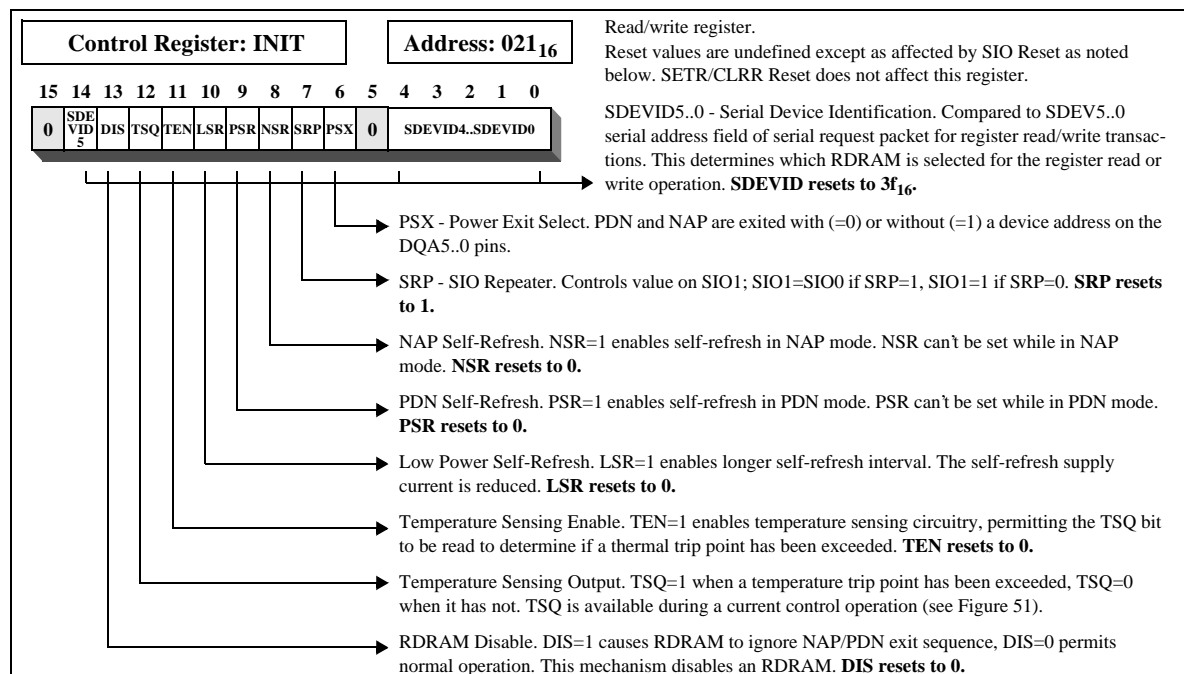 Control Register: INIT
Address: 021₁₆
Read/write register.
Reset values are undefined except as affected by SIO Reset as noted
below. SETR/CLRR Reset does not affect this register.
15 14 13 12 11 10 9 8 7 6 5 4 3 2 1 0
0 SDEVID5 DIS TSQ TEN LSR PSR NSR SRP PSX 0 SDEVID4..SDEVID0
SDEVID5..0 - Serial Device Identification. Compared to SDEV5..0
serial address field of serial request packet for register read/write transac-
tions. This determines which RDRAM is selected for the register read or
write operation. SDEVID resets to 3f₁₆.
PSX - Power Exit Select. PDN and NAP are exited with (=0) or without (=1) a device address on the
DQA5..0 pins.
SRP - SIO Repeater. Controls value on SIO1; SIO1=SIO0 if SRP=1, SIO1=1 if SRP=0. SRP resets
to 1.
NAP Self-Refresh. NSR=1 enables self-refresh in NAP mode. NSR can't be set while in NAP
mode. NSR resets to 0.
PDN Self-Refresh. PSR=1 enables self-refresh in PDN mode. PSR can't be set while in PDN mode.
PSR resets to 0.
Low Power Self-Refresh. LSR=1 enables longer self-refresh interval. The self-refresh supply
current is reduced. LSR resets to 0.
Temperature Sensing Enable. TEN=1 enables temperature sensing circuitry, permitting the TSQ bit
to be read to determine if a thermal trip point has been exceeded. TEN resets to 0.
Temperature Sensing Output. TSQ=1 when a temperature trip point has been exceeded, TSQ=0
when it has not. TSQ is available during a current control operation (see Figure 51).
RDRAM Disable. DIS=1 causes RDRAM to ignore NAP/PDN exit sequence, DIS=0 permits
normal operation. This mechanism disables an RDRAM. DIS resets to 0.